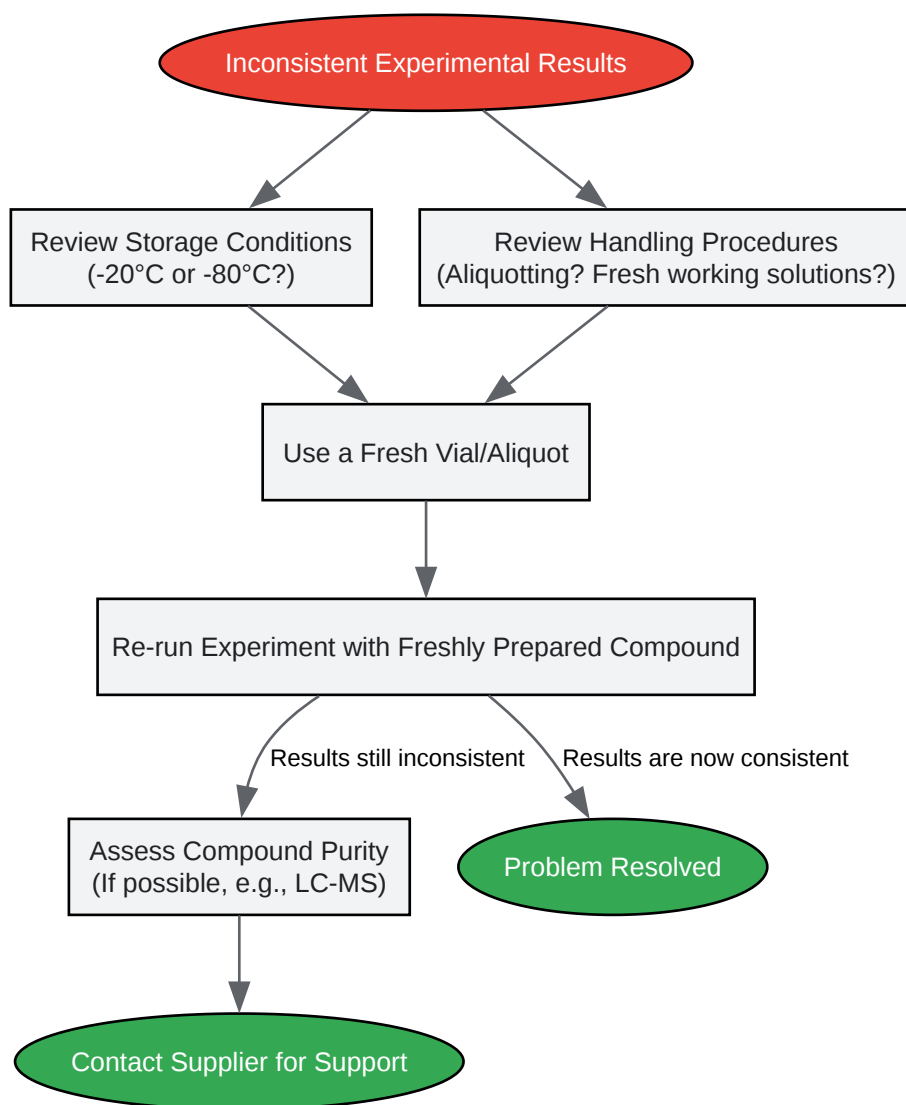 Inconsistent Experimental Results
Review Storage Conditions
(-20°C or -80°C?)
Review Handling Procedures
(Aliquotting? Fresh working solutions?)
Use a Fresh Vial/Aliquot
Re-run Experiment with Freshly Prepared Compound
Results still inconsistent
Results are now consistent
Assess Compound Purity
(If possible, e.g., LC-MS)
Problem Resolved
Contact Supplier for Support